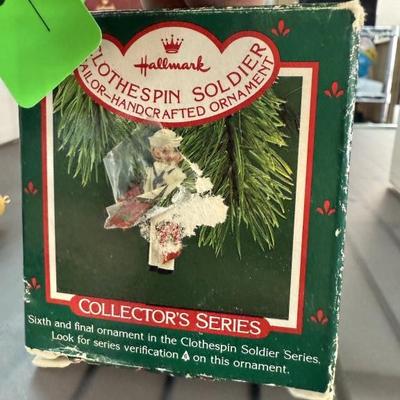 Hallmark
CLOTHESPIN SOLDIER
SAILOR—HANDCRAFTED ORNAMENT
COLLECTOR'S SERIES
Sixth and final ornament in the Clothespin Soldier Series.
Look for series verification on this ornament.